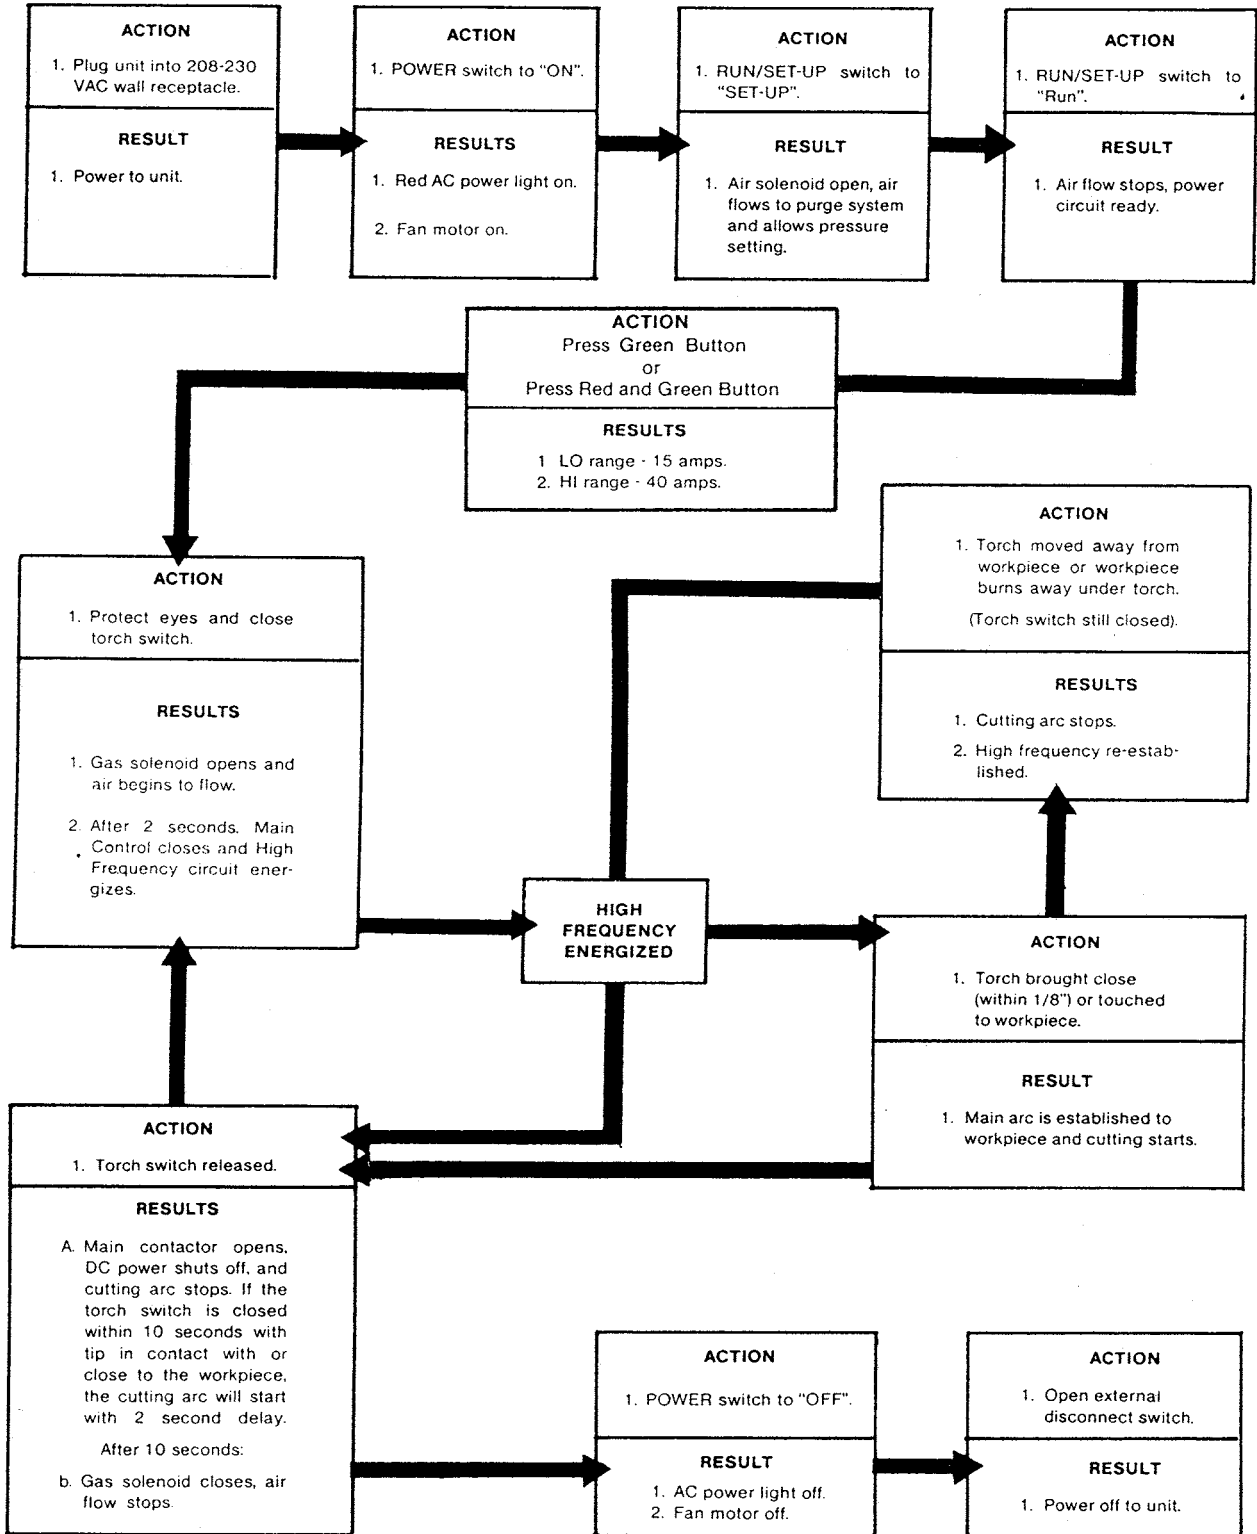 ACTION
1. Plug unit into 208-230
VAC wall receptacle.
RESULT
1. Power to unit.
ACTION
1. POWER switch to "ON".
RESULTS
1. Red AC power light on.
2. Fan motor on.
ACTION
1. RUN/SET-UP switch to
"SET-UP".
RESULT
1. Air solenoid open, air
flows to purge system
and allows pressure
setting.
ACTION
1. RUN/SET-UP switch to
"Run".
RESULT
1. Air flow stops, power
circuit ready.
ACTION
Press Green Button
or
Press Red and Green Button
RESULTS
1 LO range - 15 amps.
2. HI range - 40 amps.
ACTION
1. Protect eyes and close
torch switch.
RESULTS
1. Gas solenoid opens and
air begins to flow.
2. After 2 seconds. Main
Control closes and High
Frequency circuit ener-
gizes.
HIGH
FREQUENCY
ENERGIZED
ACTION
1. Torch moved away from
workpiece or workpiece
burns away under torch.
(Torch switch still closed).
RESULTS
1. Cutting arc stops.
2. High frequency re-estab-
lished.
ACTION
1. Torch brought close
(within 1/8") or touched
to workpiece.
RESULT
1. Main arc is established to
workpiece and cutting starts.
ACTION
1. Torch switch released.
RESULTS
A. Main contactor opens,
DC power shuts off, and
cutting arc stops. If the
torch switch is closed
within 10 seconds with
tip in contact with or
close to the workpiece,
the cutting arc will start
with 2 second delay.
After 10 seconds:
b. Gas solenoid closes, air
flow stops.
ACTION
1. POWER switch to "OFF".
RESULT
1. AC power light off.
2. Fan motor off.
ACTION
1. Open external
disconnect switch.
RESULT
1. Power off to unit.